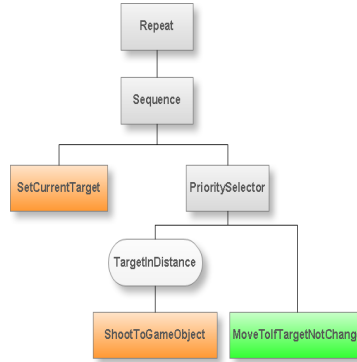 Repeat
Sequence
SetCurrentTarget
PrioritySelector
TargetInDistance
ShootToGameObject
MoveToIfTargetNotChang